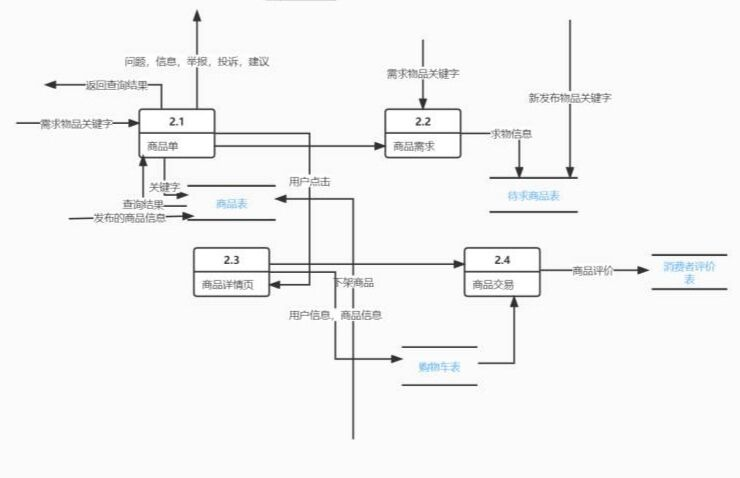 问题，信息，举报，投诉，建议
返回查询结果
需求物品关键字
新发布物品关键字
需求物品关键字
2.1
商品单
2.2
商品需求
求物信息
关键字
用户点击
查询结果
商品表
待求商品表
发布的商品信息
2.3
商品详情页
2.4
商品交易
商品评价
消费者评价
表
下架商品
用户信息，商品信息
购物车表